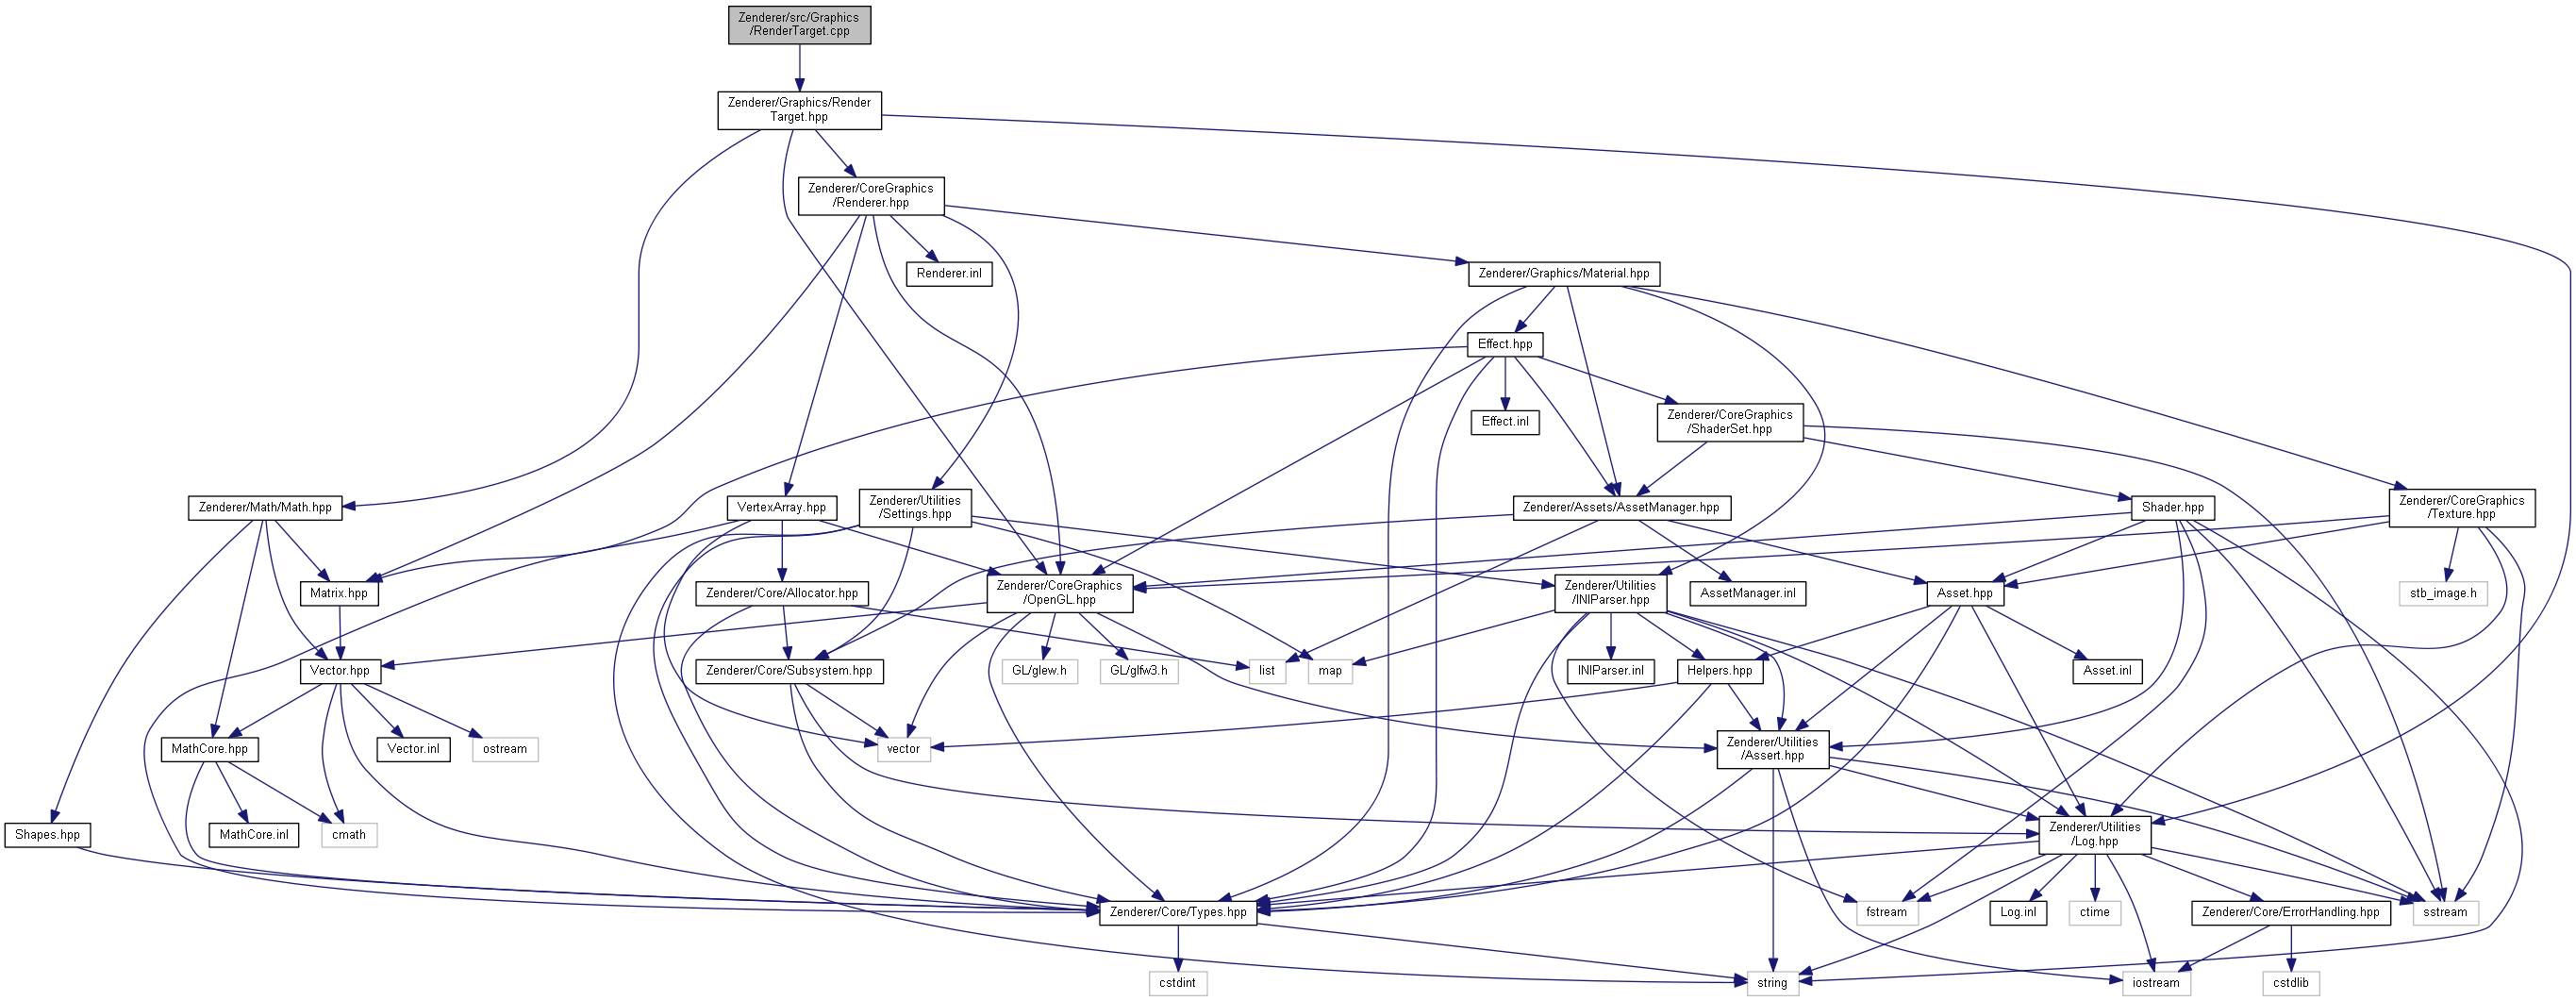 Zenderer/src/Graphics
/RenderTarget.cpp
Zenderer/Graphics/Render
Target.hpp
Zenderer/CoreGraphics
/Renderer.hpp
Renderer.inl
Zenderer/Graphics/Material.hpp
Effect.hpp
Effect.inl
Zenderer/CoreGraphics
/ShaderSet.hpp
Zenderer/Math/Math.hpp
VertexArray.hpp
Zenderer/Utilities
/Settings.hpp
Zenderer/Assets/AssetManager.hpp
Shader.hpp
Zenderer/CoreGraphics
/Texture.hpp
Matrix.hpp
Zenderer/Core/Allocator.hpp
Zenderer/CoreGraphics
/OpenGL.hpp
Zenderer/Utilities
/INIParser.hpp
AssetManager.inl
Asset.hpp
stb_image.h
Vector.hpp
Zenderer/Core/Subsystem.hpp
GL/glew.h
GL/glfw3.h
list
map
INIParser.inl
Helpers.hpp
Asset.inl
MathCore.hpp
Vector.inl
ostream
vector
Zenderer/Utilities
/Assert.hpp
Shapes.hpp
MathCore.inl
cmath
Zenderer/Utilities
/Log.hpp
Zenderer/Core/Types.hpp
fstream
Log.inl
ctime
Zenderer/Core/ErrorHandling.hpp
sstream
cstdint
string
iostream
cstdlib